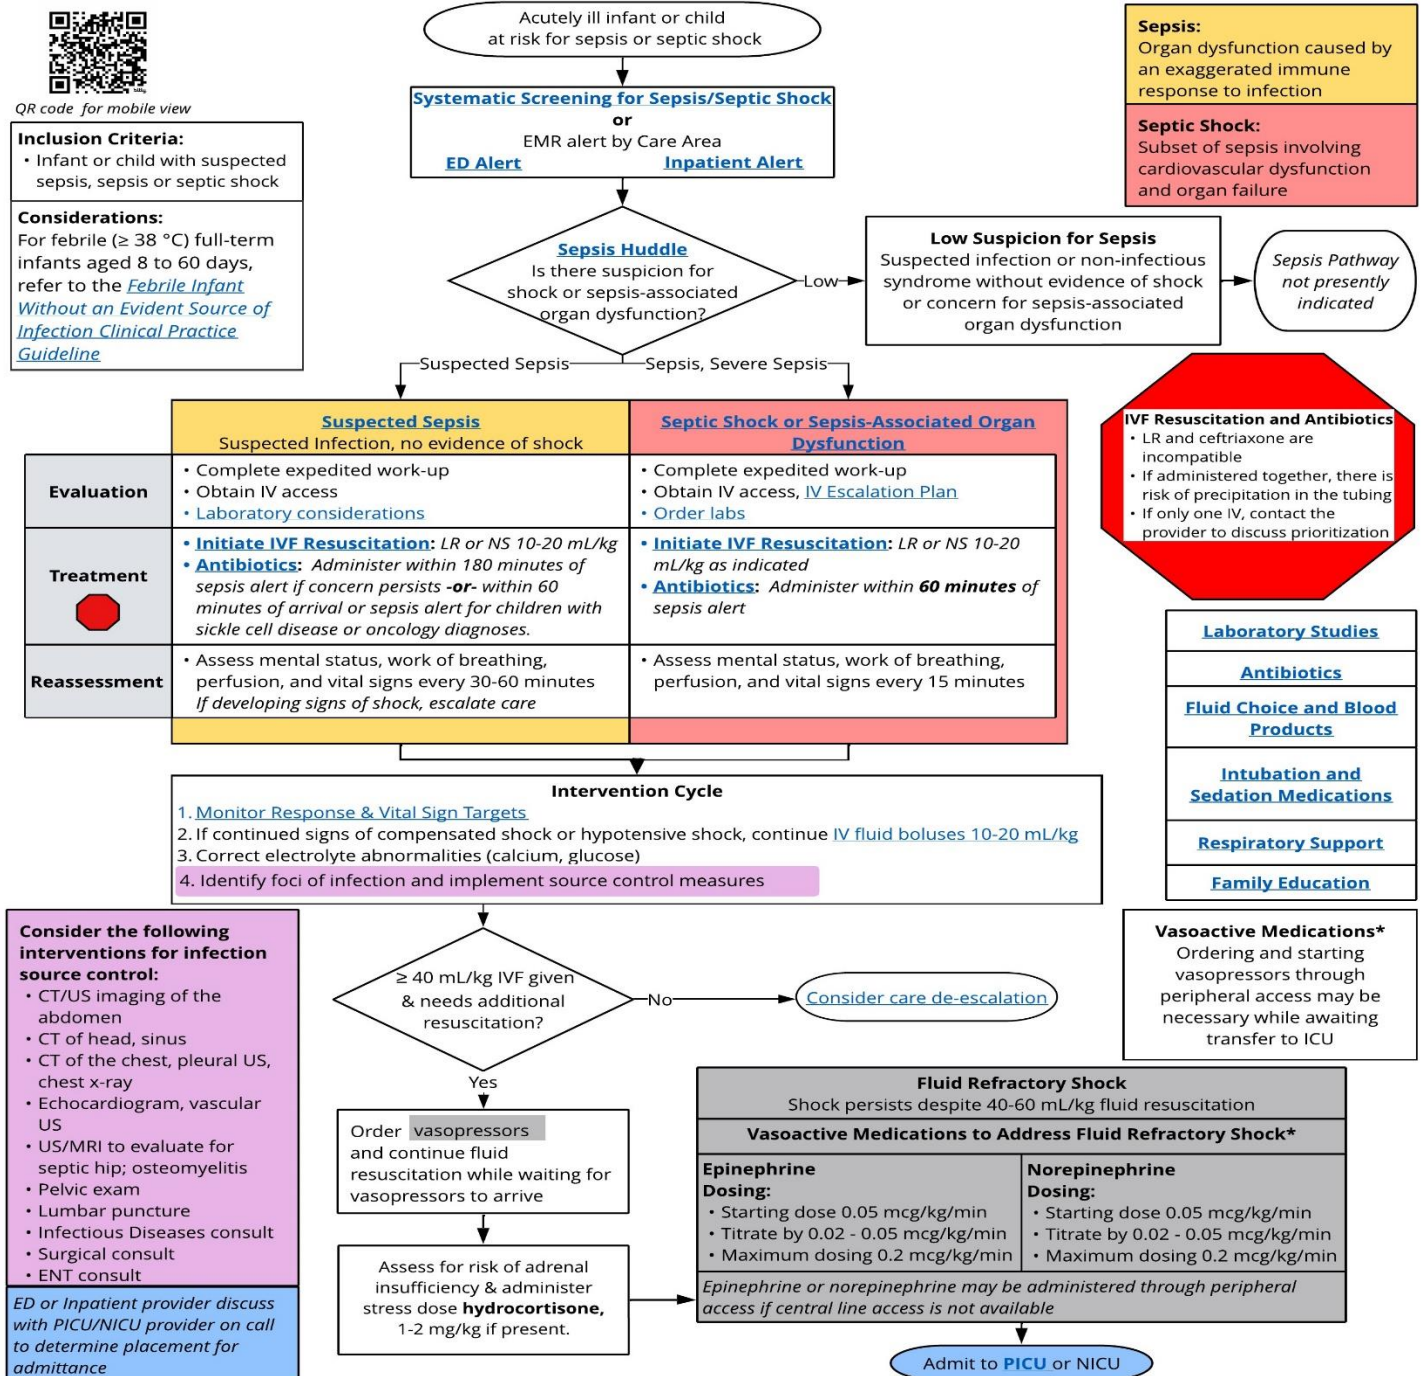 Acutely ill infant or child
at risk for sepsis or septic shock
QR code for mobile view
Inclusion Criteria:
• Infant or child with suspected
sepsis, sepsis or septic shock
Considerations:
For febrile (≥ 38 °C) full-term
infants aged 8 to 60 days,
refer to the Febrile Infant
Without an Evident Source of
Infection Clinical Practice
Guideline
Systematic Screening for Sepsis/Septic Shock
or
EMR alert by Care Area
ED Alert Inpatient Alert
Sepsis:
Organ dysfunction caused by
an exaggerated immune
response to infection
Septic Shock:
Subset of sepsis involving
cardiovascular dysfunction
and organ failure
Sepsis Huddle
Is there suspicion for
shock or sepsis-associated
organ dysfunction?
Low
Low Suspicion for Sepsis
Suspected infection or non-infectious
syndrome without evidence of shock
or concern for sepsis-associated
organ dysfunction
Sepsis Pathway
not presently
indicated
Suspected Sepsis
Sepsis, Severe Sepsis
Suspected Sepsis
Suspected Infection, no evidence of shock
Septic Shock or Sepsis-Associated Organ
Dysfunction
Evaluation
• Complete expedited work-up
• Obtain IV access
• Laboratory considerations
• Complete expedited work-up
• Obtain IV access, IV Escalation Plan
• Order labs
Treatment
• Initiate IVF Resuscitation: LR or NS 10-20 mL/kg
• Antibiotics: Administer within 180 minutes of
sepsis alert if concern persists -or- within 60
minutes of arrival or sepsis alert for children with
sickle cell disease or oncology diagnoses.
• Initiate IVF Resuscitation: LR or NS 10-20
mL/kg as indicated
• Antibiotics: Administer within 60 minutes of
sepsis alert
Reassessment
• Assess mental status, work of breathing,
perfusion, and vital signs every 30-60 minutes
If developing signs of shock, escalate care
• Assess mental status, work of breathing,
perfusion, and vital signs every 15 minutes
IVF Resuscitation and Antibiotics
• LR and ceftriaxone are
incompatible
• If administered together, there is
risk of precipitation in the tubing
• If only one IV, contact the
provider to discuss prioritization
Laboratory Studies
Antibiotics
Fluid Choice and Blood
Products
Intubation and
Sedation Medications
Respiratory Support
Family Education
Intervention Cycle
1. Monitor Response & Vital Sign Targets
2. If continued signs of compensated shock or hypotensive shock, continue IV fluid boluses 10-20 mL/kg
3. Correct electrolyte abnormalities (calcium, glucose)
4. Identify foci of infection and implement source control measures
Consider the following
interventions for infection
source control:
• CT/US imaging of the
abdomen
• CT of head, sinus
• CT of the chest, pleural US,
chest x-ray
• Echocardiogram, vascular
US
• US/MRI to evaluate for
septic hip; osteomyelitis
• Pelvic exam
• Lumbar puncture
• Infectious Diseases consult
• Surgical consult
• ENT consult
ED or Inpatient provider discuss
with PICU/NICU provider on call
to determine placement for
admittance
≥ 40 mL/kg IVF given
& needs additional
resuscitation?
No
Consider care de-escalation
Vasoactive Medications*
Ordering and starting
vasopressors through
peripheral access may be
necessary while awaiting
transfer to ICU
Yes
Order vasopressors
and continue fluid
resuscitation while waiting for
vasopressors to arrive
Assess for risk of adrenal
insufficiency & administer
stress dose hydrocortisone,
1-2 mg/kg if present.
Fluid Refractory Shock
Shock persists despite 40-60 mL/kg fluid resuscitation
Vasoactive Medications to Address Fluid Refractory Shock*
Epinephrine
Dosing:
• Starting dose 0.05 mcg/kg/min
• Titrate by 0.02 - 0.05 mcg/kg/min
• Maximum dosing 0.2 mcg/kg/min
Norepinephrine
Dosing:
• Starting dose 0.05 mcg/kg/min
• Titrate by 0.02 - 0.05 mcg/kg/min
• Maximum dosing 0.2 mcg/kg/min
Epinephrine or norepinephrine may be administered through peripheral
access if central line access is not available
Admit to PICU or NICU